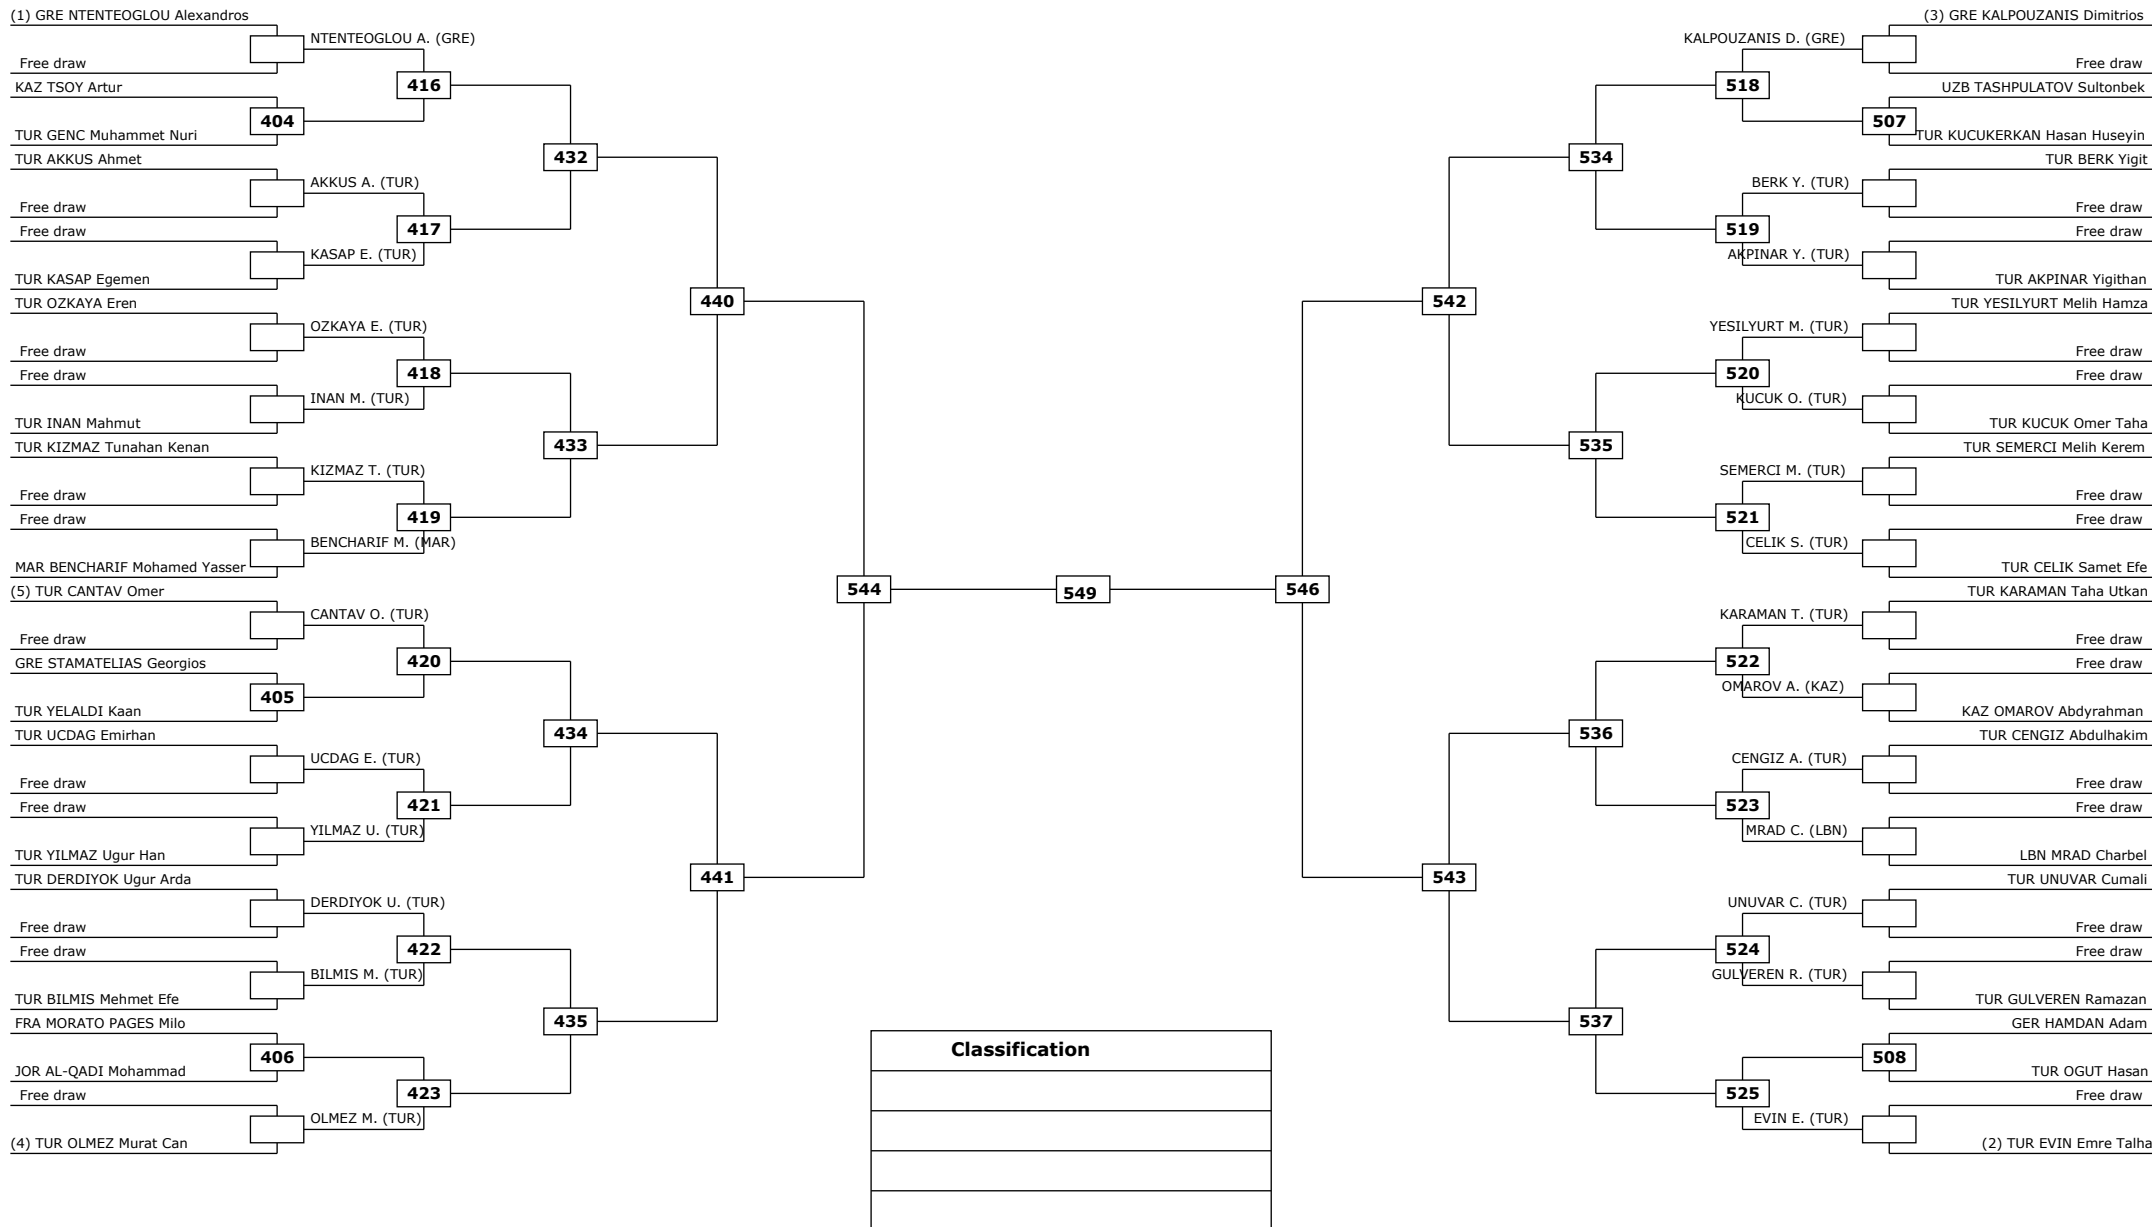 (1) GRE NTENTEOGLOU Alexandros
NTENTEOGLOU A. (GRE)
Free draw
416
KAZ TSOY Artur
404
TUR GENC Muhammet Nuri
432
TUR AKKUS Ahmet
AKKUS A. (TUR)
Free draw
417
Free draw
KASAP E. (TUR)
TUR KASAP Egemen
440
TUR OZKAYA Eren
OZKAYA E. (TUR)
Free draw
418
Free draw
INAN M. (TUR)
TUR INAN Mahmut
433
TUR KIZMAZ Tunahan Kenan
KIZMAZ T. (TUR)
Free draw
419
Free draw
BENCHARIF M. (MAR)
MAR BENCHARIF Mohamed Yasser
544
549
546
(5) TUR CANTAV Omer
CANTAV O. (TUR)
Free draw
420
GRE STAMATELIAS Georgios
405
TUR YELALDI Kaan
434
TUR UCDAG Emirhan
UCDAG E. (TUR)
Free draw
421
Free draw
YILMAZ U. (TUR)
TUR YILMAZ Ugur Han
441
TUR DERDIYOK Ugur Arda
DERDIYOK U. (TUR)
Free draw
422
Free draw
BILMIS M. (TUR)
TUR BILMIS Mehmet Efe
435
FRA MORATO PAGES Milo
406
JOR AL-QADI Mohammad
423
Free draw
OLMEZ M. (TUR)
(4) TUR OLMEZ Murat Can
(3) GRE KALPOUZANIS Dimitrios
KALPOUZANIS D. (GRE)
Free draw
518
UZB TASHPULATOV Sultonbek
507
TUR KUCUKERKAN Hasan Huseyin
534
TUR BERK Yigit
BERK Y. (TUR)
Free draw
519
Free draw
AKPINAR Y. (TUR)
TUR AKPINAR Yigithan
542
TUR YESILYURT Melih Hamza
YESILYURT M. (TUR)
Free draw
520
Free draw
KUCUK O. (TUR)
TUR KUCUK Omer Taha
535
TUR SEMERCI Melih Kerem
SEMERCI M. (TUR)
Free draw
521
Free draw
CELIK S. (TUR)
TUR CELIK Samet Efe
TUR KARAMAN Taha Utkan
KARAMAN T. (TUR)
Free draw
522
Free draw
OMAROV A. (KAZ)
KAZ OMAROV Abdyrahman
536
TUR CENGIZ Abdulhakim
CENGIZ A. (TUR)
Free draw
523
Free draw
MRAD C. (LBN)
LBN MRAD Charbel
543
TUR UNUVAR Cumali
UNUVAR C. (TUR)
Free draw
524
Free draw
GULVEREN R. (TUR)
TUR GULVEREN Ramazan
537
GER HAMDAN Adam
508
TUR OGUT Hasan
525
Free draw
EVIN E. (TUR)
(2) TUR EVIN Emre Talha
Classification